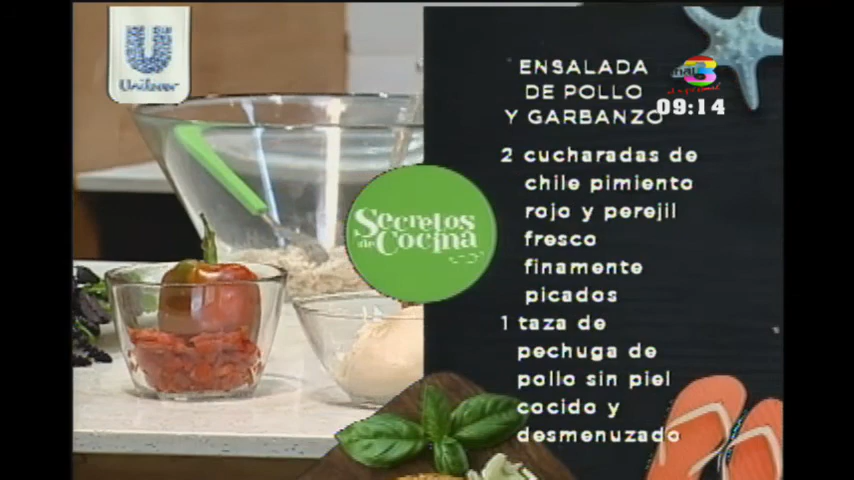 Unilever
ENSALADA
DE POLLO
Y GARBANZO
3
09:14
2 cucharadas de
chile pimiento
rojo y perejil
fresco
finamente
picados
1 taza de
pechuga de
pollo sin piel
cocido y
desmenuzado
Secretos
de Cocina